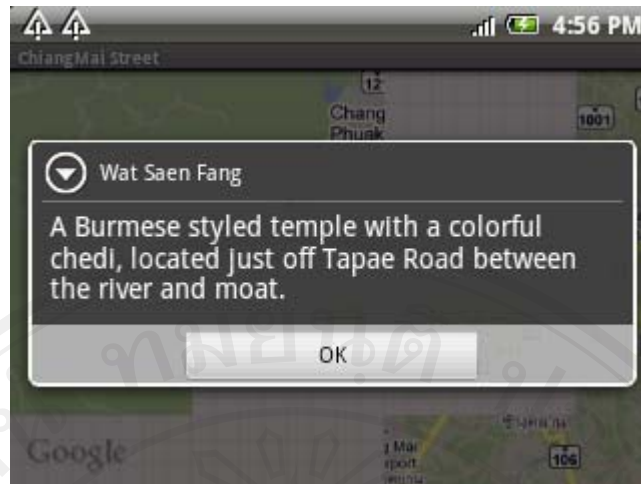 4:56 PM
ChiangMai Street
12
Chang
Phuak
1001
Wat Saen Fang
A Burmese styled temple with a colorful
chedi, located just off Tapae Road between
the river and moat.
OK
Google
106